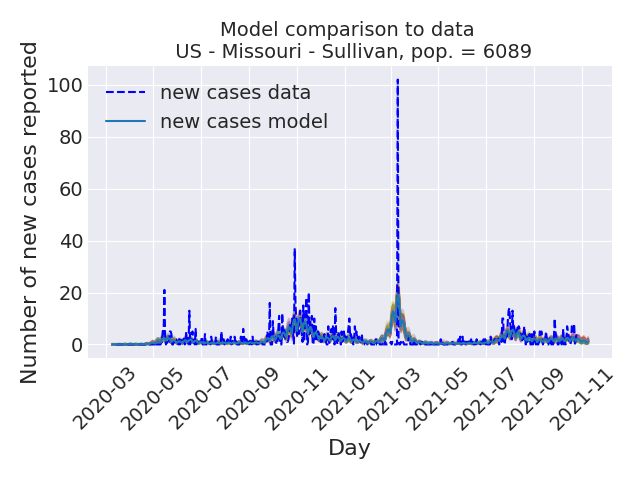 Model comparison to data
US - Missouri - Sullivan, pop. = 6089
Number of new cases reported
100
80
60
40
20
0
new cases data
new cases model
2020-03
2020-05
2020-07
2020-09
2020-11
2021-01
2021-03
2021-05
2021-07
2021-09
2021-11
Day